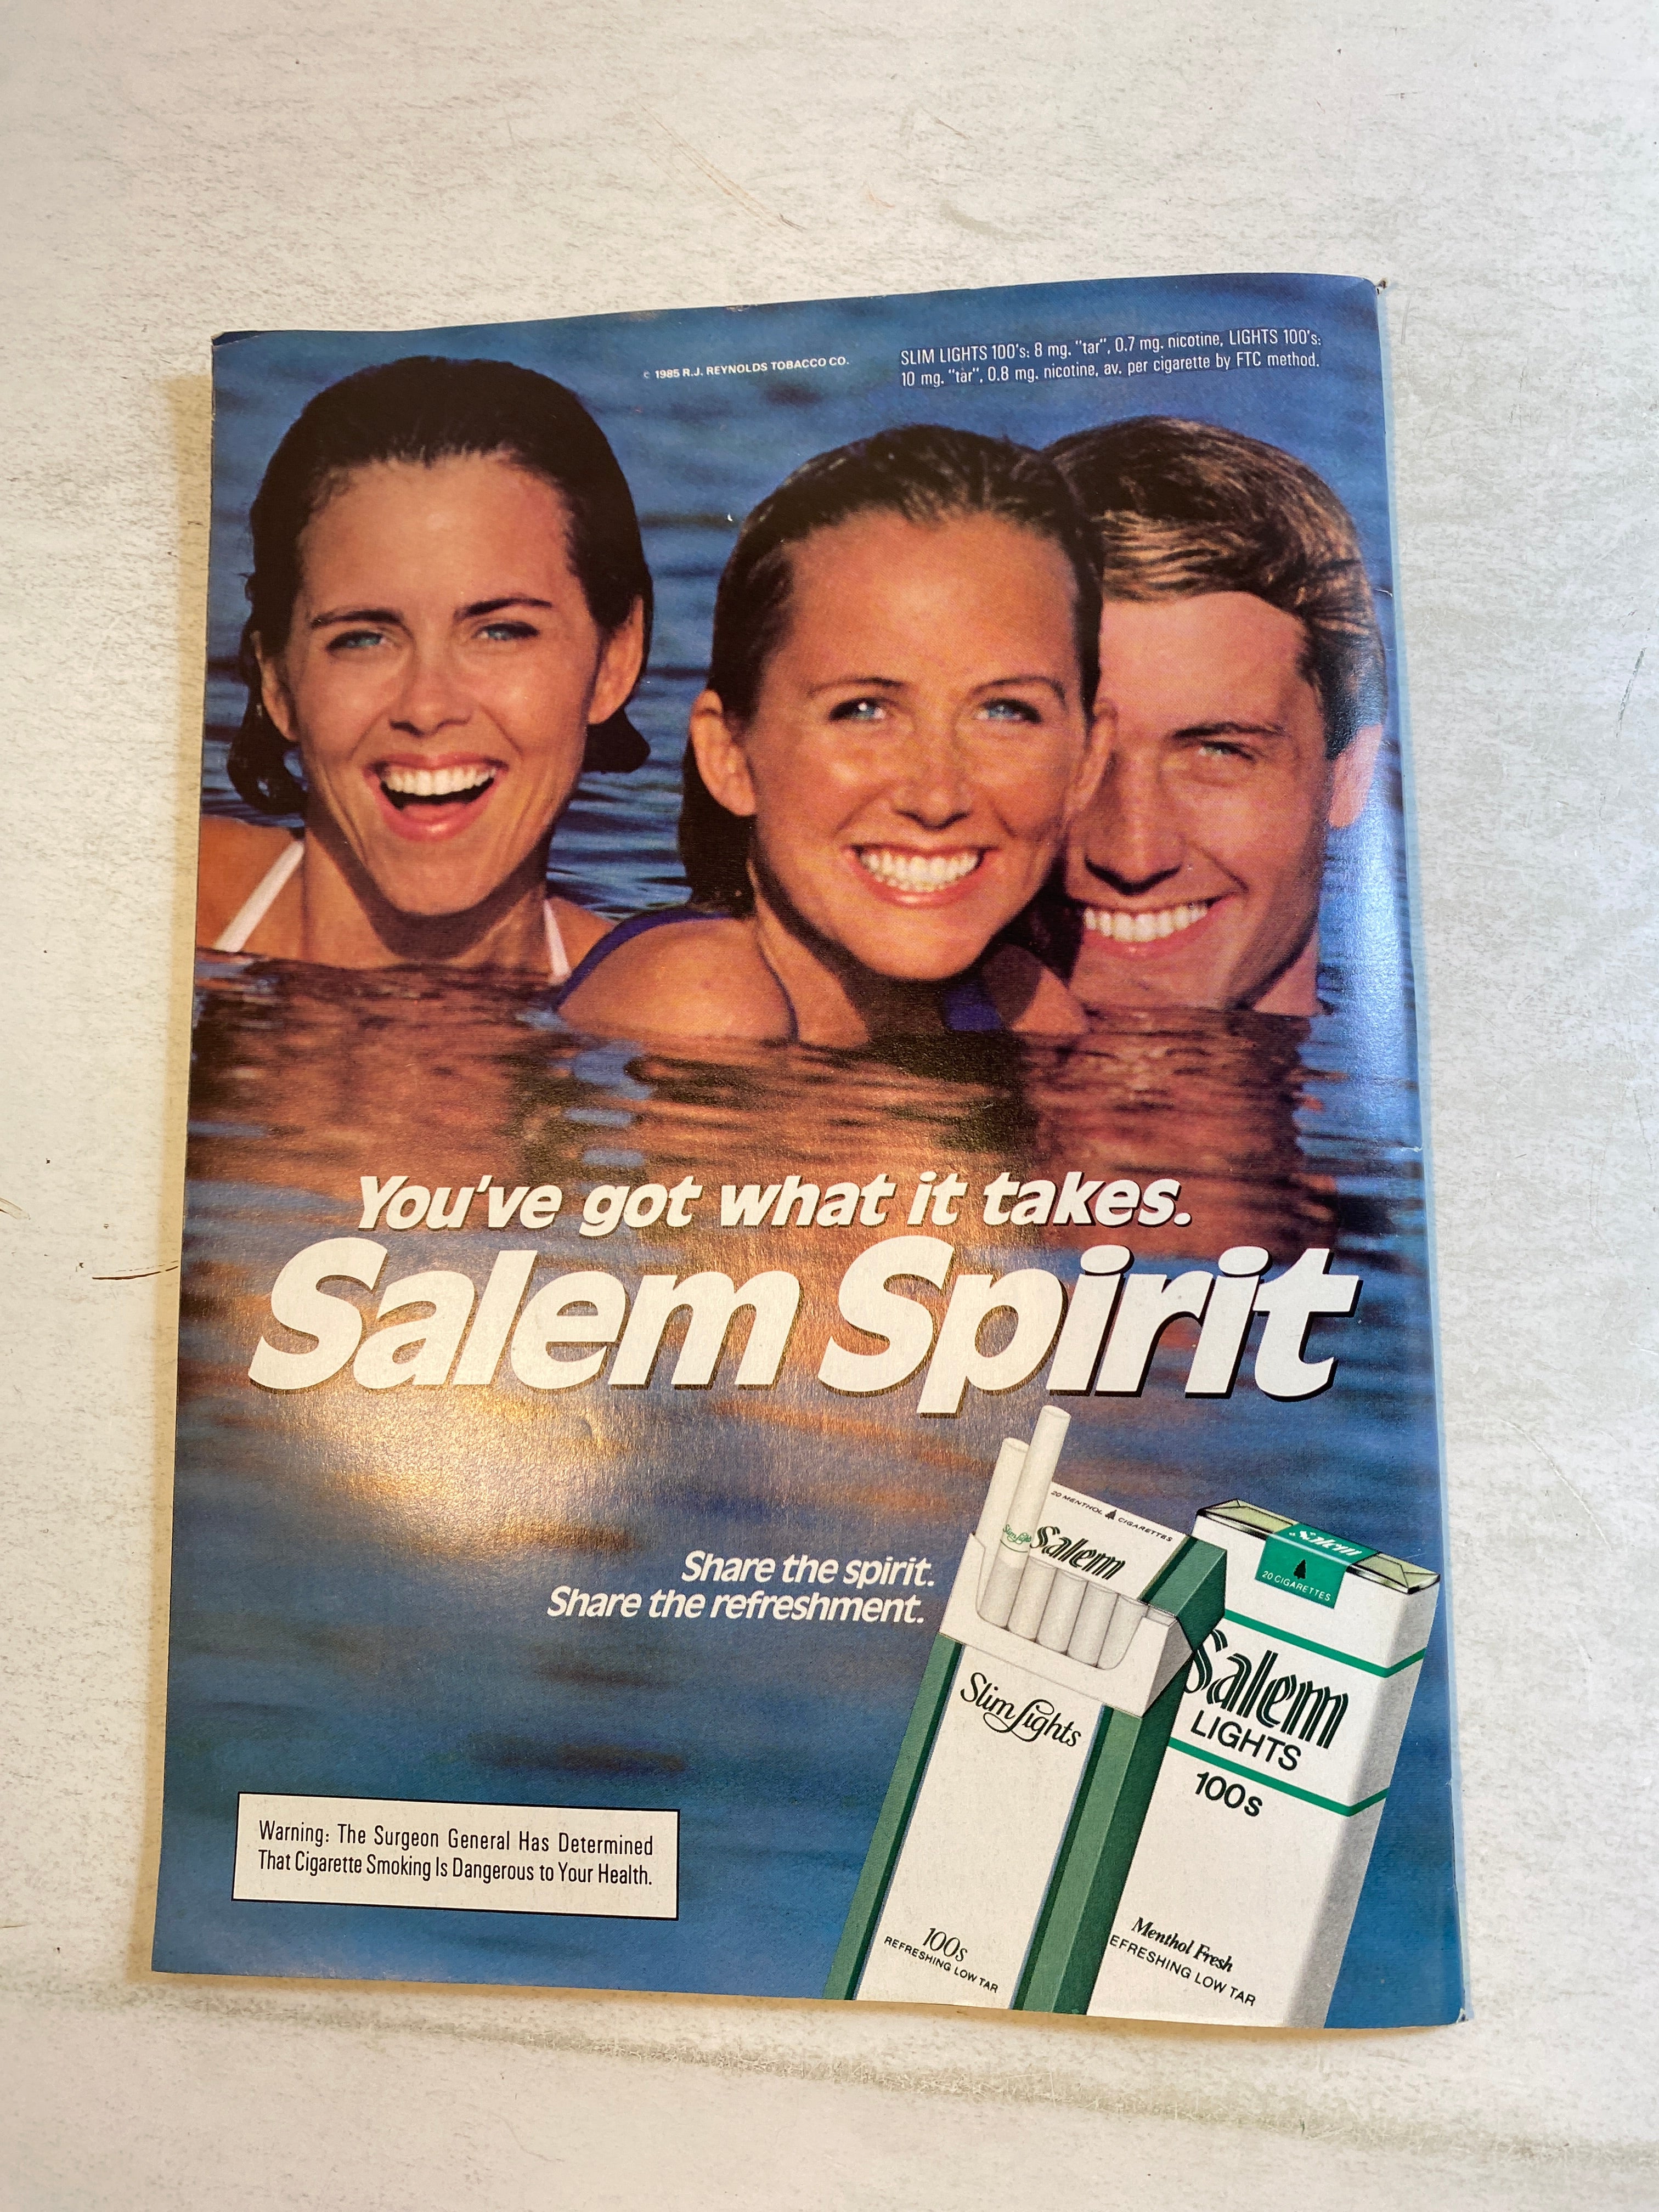 © 1985 R.J. REYNOLDS TOBACCO CO.
SLIM LIGHTS 100's: 8 mg. "tar", 0.7 mg. nicotine, LIGHTS 100's:
10 mg. "tar", 0.8 mg. nicotine, av. per cigarette by FTC method.
You've got what it takes.
Salem Spirit
Share the spirit.
Share the refreshment.
20 MENTHOL CIGARETTES
Salem
Slim Lights
Slim Lights
100s
REFRESHING LOW TAR
Salem
20 CIGARETTES
Salem
LIGHTS
100s
Menthol Fresh
EFRESHING LOW TAR
Warning: The Surgeon General Has Determined
That Cigarette Smoking Is Dangerous to Your Health.